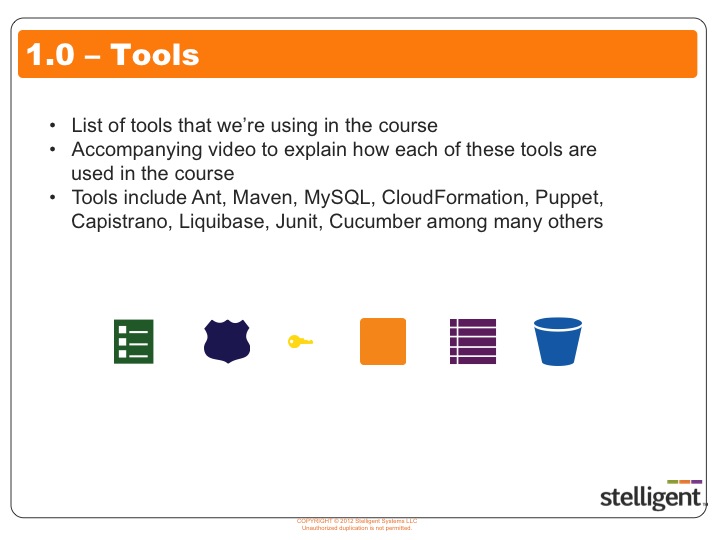 1.0 – Tools
• List of tools that we’re using in the course
• Accompanying video to explain how each of these tools are
used in the course
• Tools include Ant, Maven, MySQL, CloudFormation, Puppet,
Capistrano, Liquibase, Junit, Cucumber among many others
stelligent
COPYRIGHT © 2012 Stelligent Systems LLC
Unauthorized duplication is not permitted.